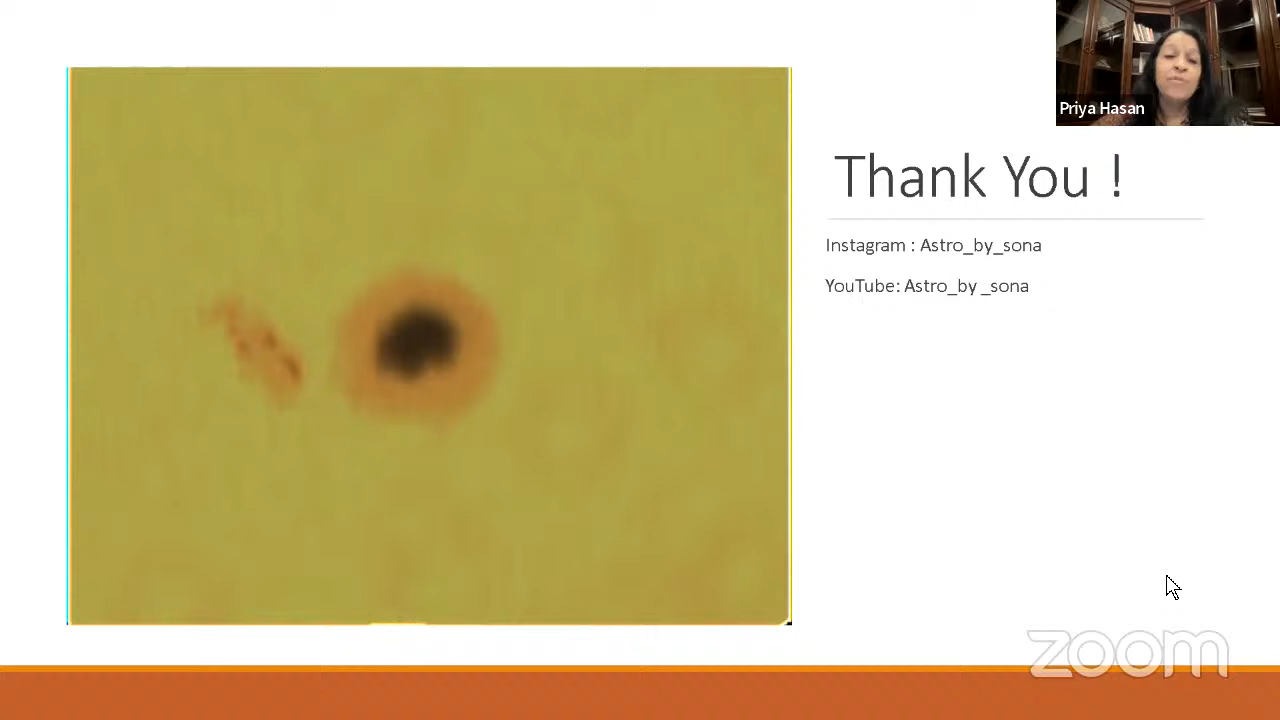 Priya Hasan
Thank You !
Instagram : Astro_by_sona
YouTube: Astro_by _sona
zoom